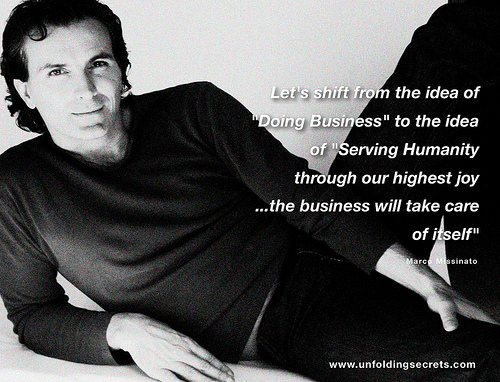 Let's shift from the idea of
"Doing Business" to the idea
of "Serving Humanity
through our highest joy
...the business will take care
of itself"
Marco Missinato
www.unfoldingsecrets.com